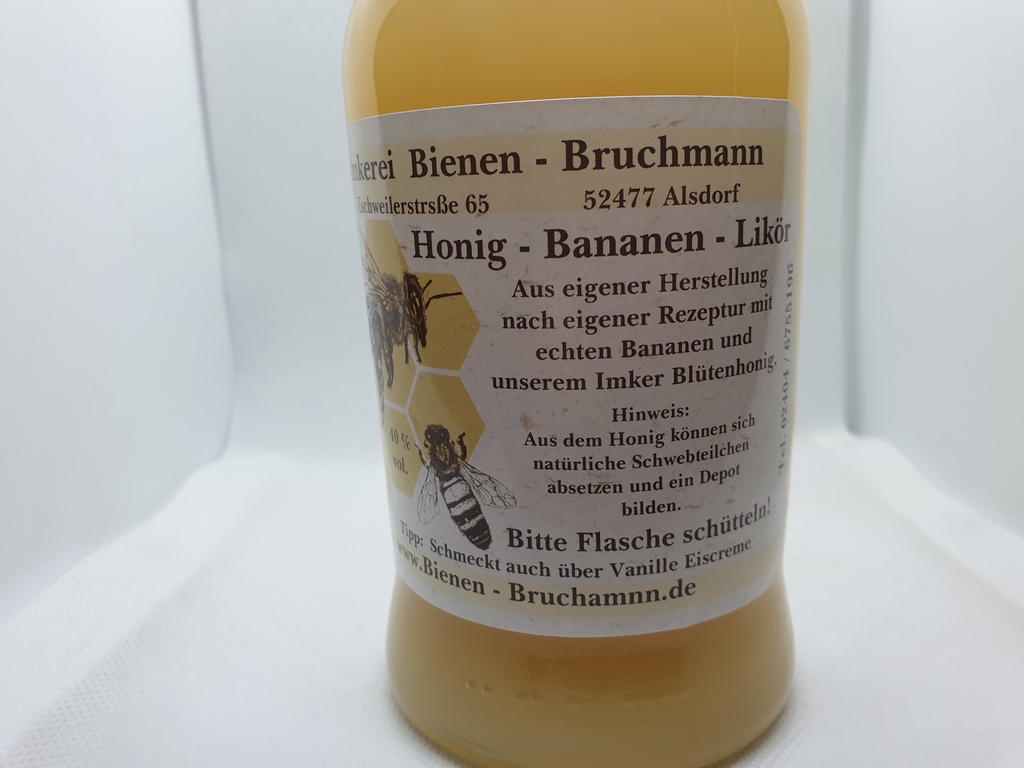 Imkerei Bienen - Bruchmann
Eschweilerstrsße 65 52477 Alsdorf
Honig - Bananen - Likör
Aus eigener Herstellung
nach eigener Rezeptur mit
echten Bananen und
unserem Imker Blütenhonig.
Hinweis:
Aus dem Honig können sich
natürliche Schwebteilchen
absetzen und ein Depot
bilden.
40 %
vol.
Bitte Flasche schütteln!
Tipp: Schmeckt auch über Vanille Eiscreme
www.Bienen - Bruchamnn.de
Tel. 02404 / 6755196